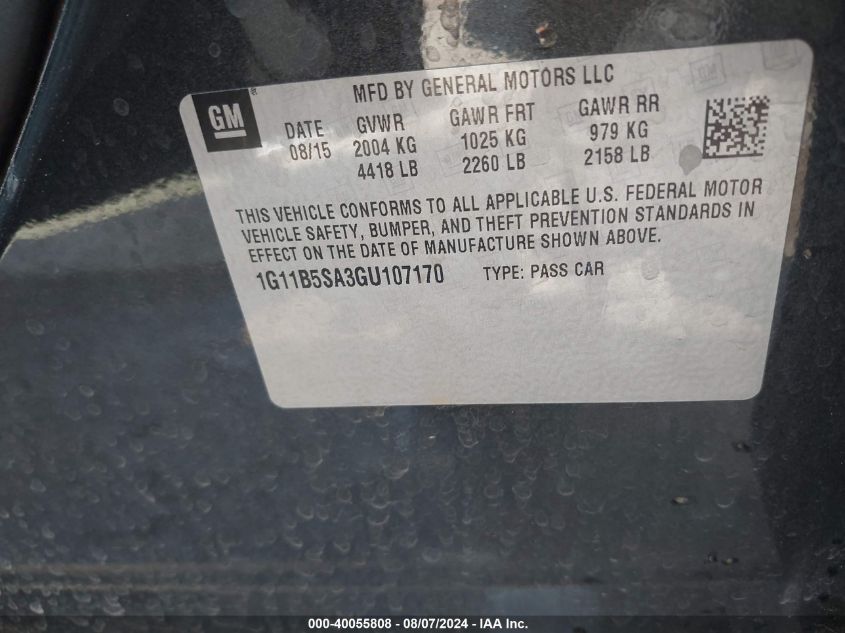 MFD BY GENERAL MOTORS LLC
GM
DATE GVWR GAWR FRT GAWR RR
08/15 2004 KG 1025 KG 979 KG
4418 LB 2260 LB 2158 LB
THIS VEHICLE CONFORMS TO ALL APPLICABLE U.S. FEDERAL MOTOR
VEHICLE SAFETY, BUMPER, AND THEFT PREVENTION STANDARDS IN
EFFECT ON THE DATE OF MANUFACTURE SHOWN ABOVE.
1G11B5SA3GU107170 TYPE: PASS CAR
000-40055808 - 08/07/2024 - IAA Inc.